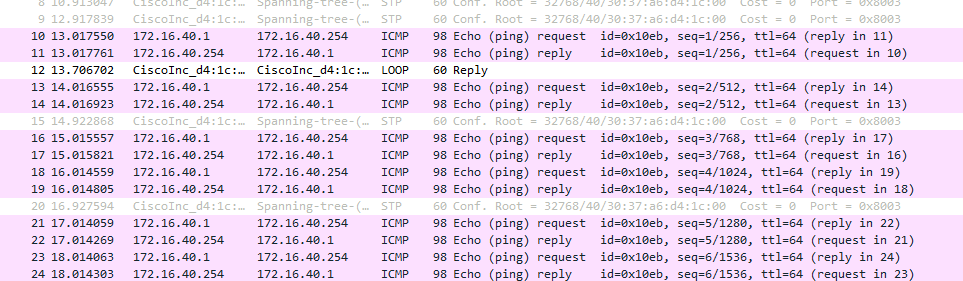 8 10.913047 CiscoInc_d4:1c:… Spanning-tree-(… STP 60 Conf. Root = 32768/40/30:37:a6:d4:1c:00 Cost = 0 Port = 0x8003
9 12.917839 CiscoInc_d4:1c:… Spanning-tree-(… STP 60 Conf. Root = 32768/40/30:37:a6:d4:1c:00 Cost = 0 Port = 0x8003
10 13.017550 172.16.40.1 172.16.40.254 ICMP 98 Echo (ping) request id=0x10eb, seq=1/256, ttl=64 (reply in 11)
11 13.017761 172.16.40.254 172.16.40.1 ICMP 98 Echo (ping) reply id=0x10eb, seq=1/256, ttl=64 (request in 10)
12 13.706702 CiscoInc_d4:1c:… CiscoInc_d4:1c:… LOOP 60 Reply
13 14.016555 172.16.40.1 172.16.40.254 ICMP 98 Echo (ping) request id=0x10eb, seq=2/512, ttl=64 (reply in 14)
14 14.016923 172.16.40.254 172.16.40.1 ICMP 98 Echo (ping) reply id=0x10eb, seq=2/512, ttl=64 (request in 13)
15 14.922868 CiscoInc_d4:1c:… Spanning-tree-(… STP 60 Conf. Root = 32768/40/30:37:a6:d4:1c:00 Cost = 0 Port = 0x8003
16 15.015557 172.16.40.1 172.16.40.254 ICMP 98 Echo (ping) request id=0x10eb, seq=3/768, ttl=64 (reply in 17)
17 15.015821 172.16.40.254 172.16.40.1 ICMP 98 Echo (ping) reply id=0x10eb, seq=3/768, ttl=64 (request in 16)
18 16.014559 172.16.40.1 172.16.40.254 ICMP 98 Echo (ping) request id=0x10eb, seq=4/1024, ttl=64 (reply in 19)
19 16.014805 172.16.40.254 172.16.40.1 ICMP 98 Echo (ping) reply id=0x10eb, seq=4/1024, ttl=64 (request in 18)
20 16.927594 CiscoInc_d4:1c:… Spanning-tree-(… STP 60 Conf. Root = 32768/40/30:37:a6:d4:1c:00 Cost = 0 Port = 0x8003
21 17.014059 172.16.40.1 172.16.40.254 ICMP 98 Echo (ping) request id=0x10eb, seq=5/1280, ttl=64 (reply in 22)
22 17.014269 172.16.40.254 172.16.40.1 ICMP 98 Echo (ping) reply id=0x10eb, seq=5/1280, ttl=64 (request in 21)
23 18.014063 172.16.40.1 172.16.40.254 ICMP 98 Echo (ping) request id=0x10eb, seq=6/1536, ttl=64 (reply in 24)
24 18.014303 172.16.40.254 172.16.40.1 ICMP 98 Echo (ping) reply id=0x10eb, seq=6/1536, ttl=64 (request in 23)